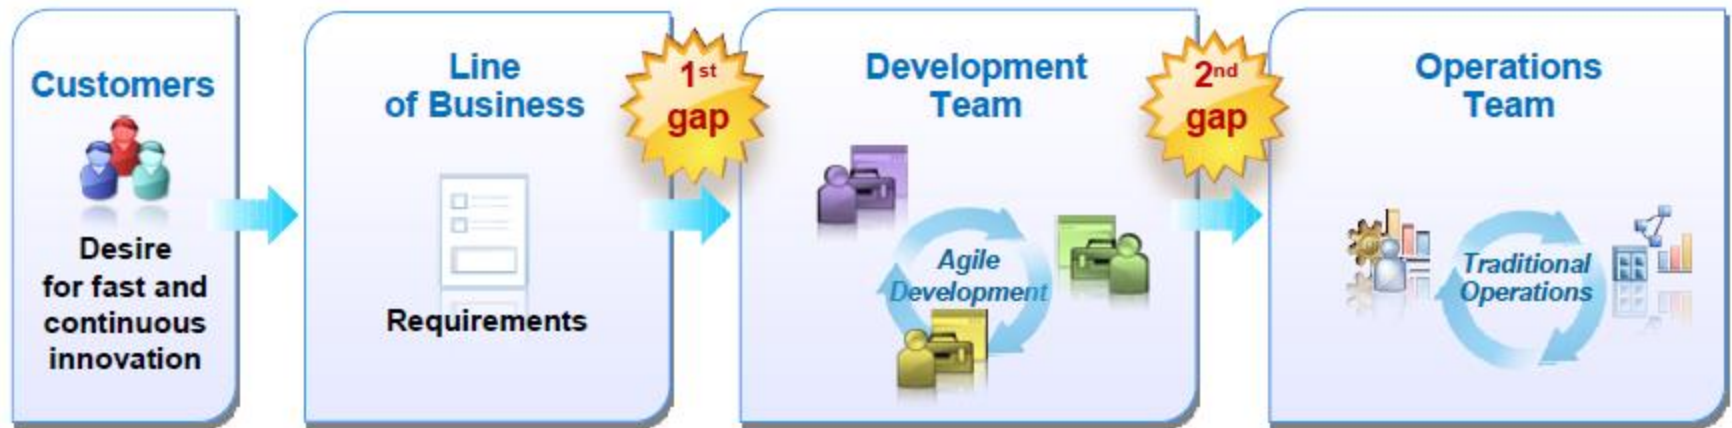 Customers
Desire
for fast and
continuous
innovation
Line
of Business
Requirements
1st
gap
Development
Team
Agile
Development
2nd
gap
Operations
Team
Traditional
Operations